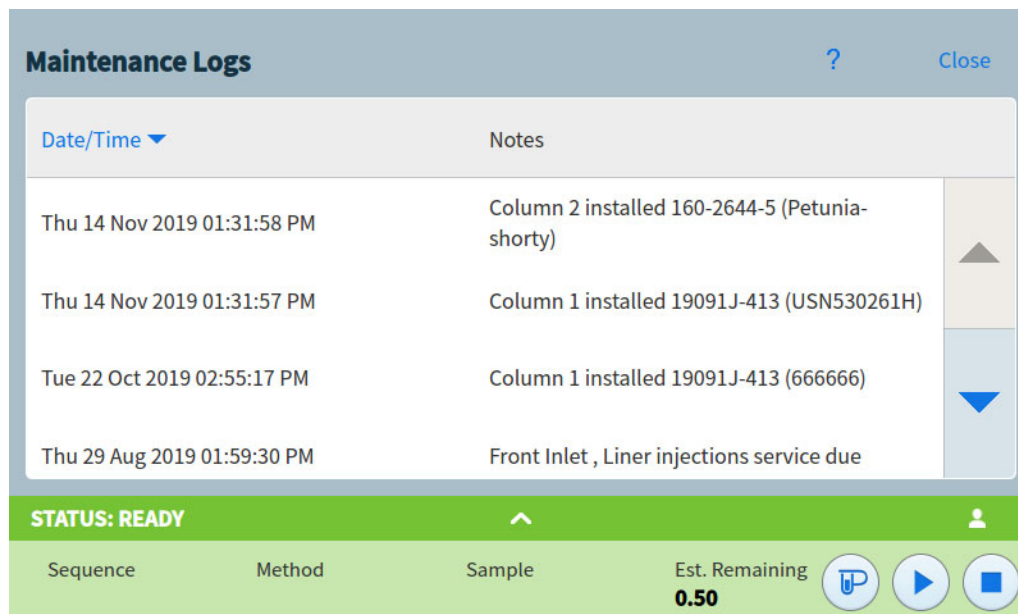 Maintenance Logs ? Close
Date/Time Notes
Thu 14 Nov 2019 01:31:58 PM Column 2 installed 160-2644-5 (Petunia-
shorty)
Thu 14 Nov 2019 01:31:57 PM Column 1 installed 19091J-413 (USN530261H)
Tue 22 Oct 2019 02:55:17 PM Column 1 installed 19091J-413 (666666)
Thu 29 Aug 2019 01:59:30 PM Front Inlet , Liner injections service due
STATUS: READY
Sequence Method Sample Est. Remaining
0.50